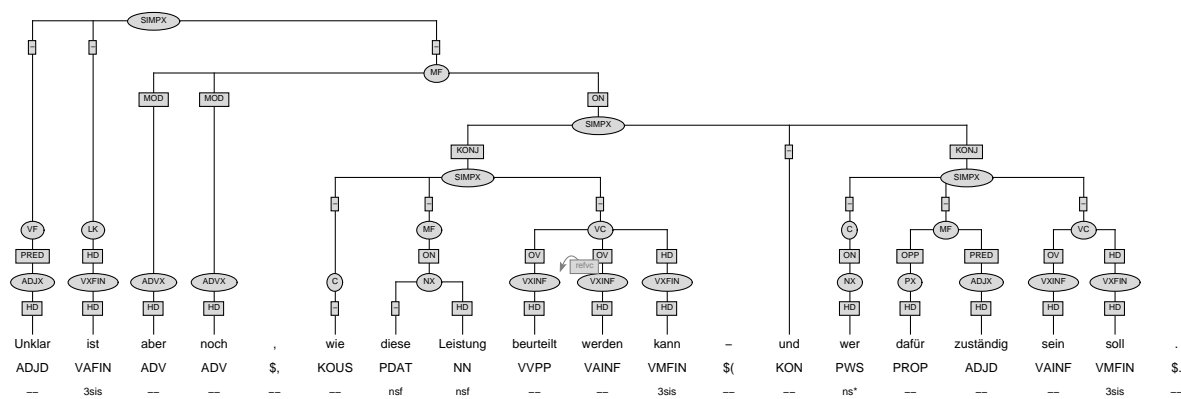 SIMPX
– – –
MF
MOD MOD ON
SIMPX
KONJ – KONJ
SIMPX SIMPX
– – – – – –
VF LK MF VC C MF VC
PRED HD ON OV refvc OV HD ON OPP PRED OV HD
ADJX VXFIN ADVX ADVX C NX VXINF VXINF VXFIN NX PX ADJX VXINF VXFIN
HD HD HD HD – – HD HD HD HD HD HD HD HD HD
Unklar ist aber noch , wie diese Leistung beurteilt werden kann – und wer dafür zuständig sein soll .
ADJD VAFIN ADV ADV $, KOUS PDAT NN VVPP VAINF VMFIN $( KON PWS PROP ADJD VAINF VMFIN $.
–– 3sis –– –– –– –– nsf nsf –– –– 3sis –– –– ns* –– –– –– 3sis ––